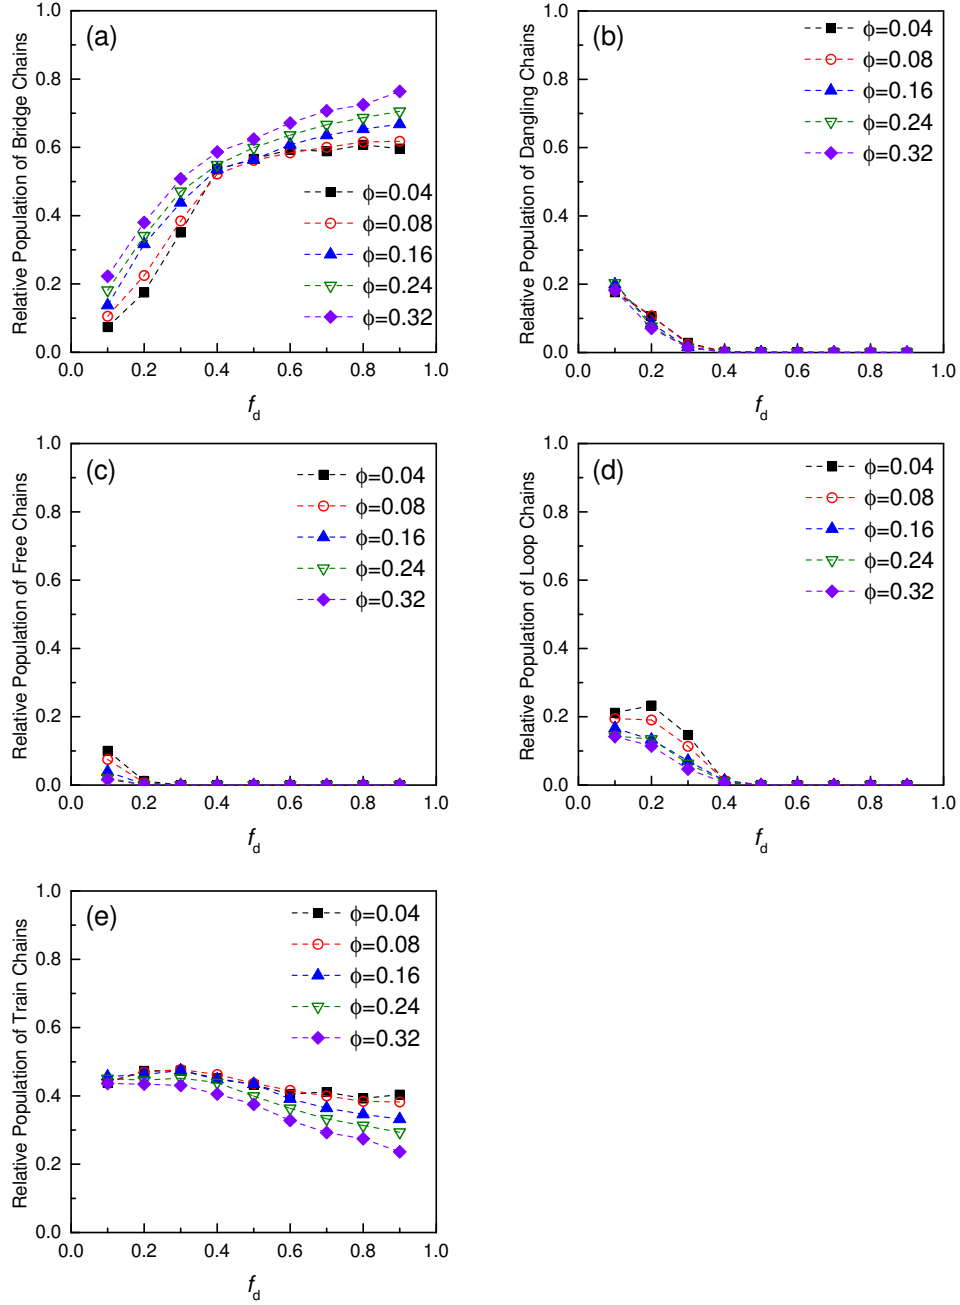 (a)
Relative Population of Bridge Chains
1.0
0.8
0.6
0.4
0.2
0.0
ϕ=0.04
ϕ=0.08
ϕ=0.16
ϕ=0.24
ϕ=0.32
0.0 0.2 0.4 0.6 0.8 1.0
fd
(b)
Relative Population of Dangling Chains
1.0
0.8
0.6
0.4
0.2
0.0
ϕ=0.04
ϕ=0.08
ϕ=0.16
ϕ=0.24
ϕ=0.32
0.0 0.2 0.4 0.6 0.8 1.0
fd
(c)
Relative Population of Free Chains
1.0
0.8
0.6
0.4
0.2
0.0
ϕ=0.04
ϕ=0.08
ϕ=0.16
ϕ=0.24
ϕ=0.32
0.0 0.2 0.4 0.6 0.8 1.0
fd
(d)
Relative Population of Loop Chains
1.0
0.8
0.6
0.4
0.2
0.0
ϕ=0.04
ϕ=0.08
ϕ=0.16
ϕ=0.24
ϕ=0.32
0.0 0.2 0.4 0.6 0.8 1.0
fd
(e)
Relative Population of Train Chains
1.0
0.8
0.6
0.4
0.2
0.0
ϕ=0.04
ϕ=0.08
ϕ=0.16
ϕ=0.24
ϕ=0.32
0.0 0.2 0.4 0.6 0.8 1.0
fd